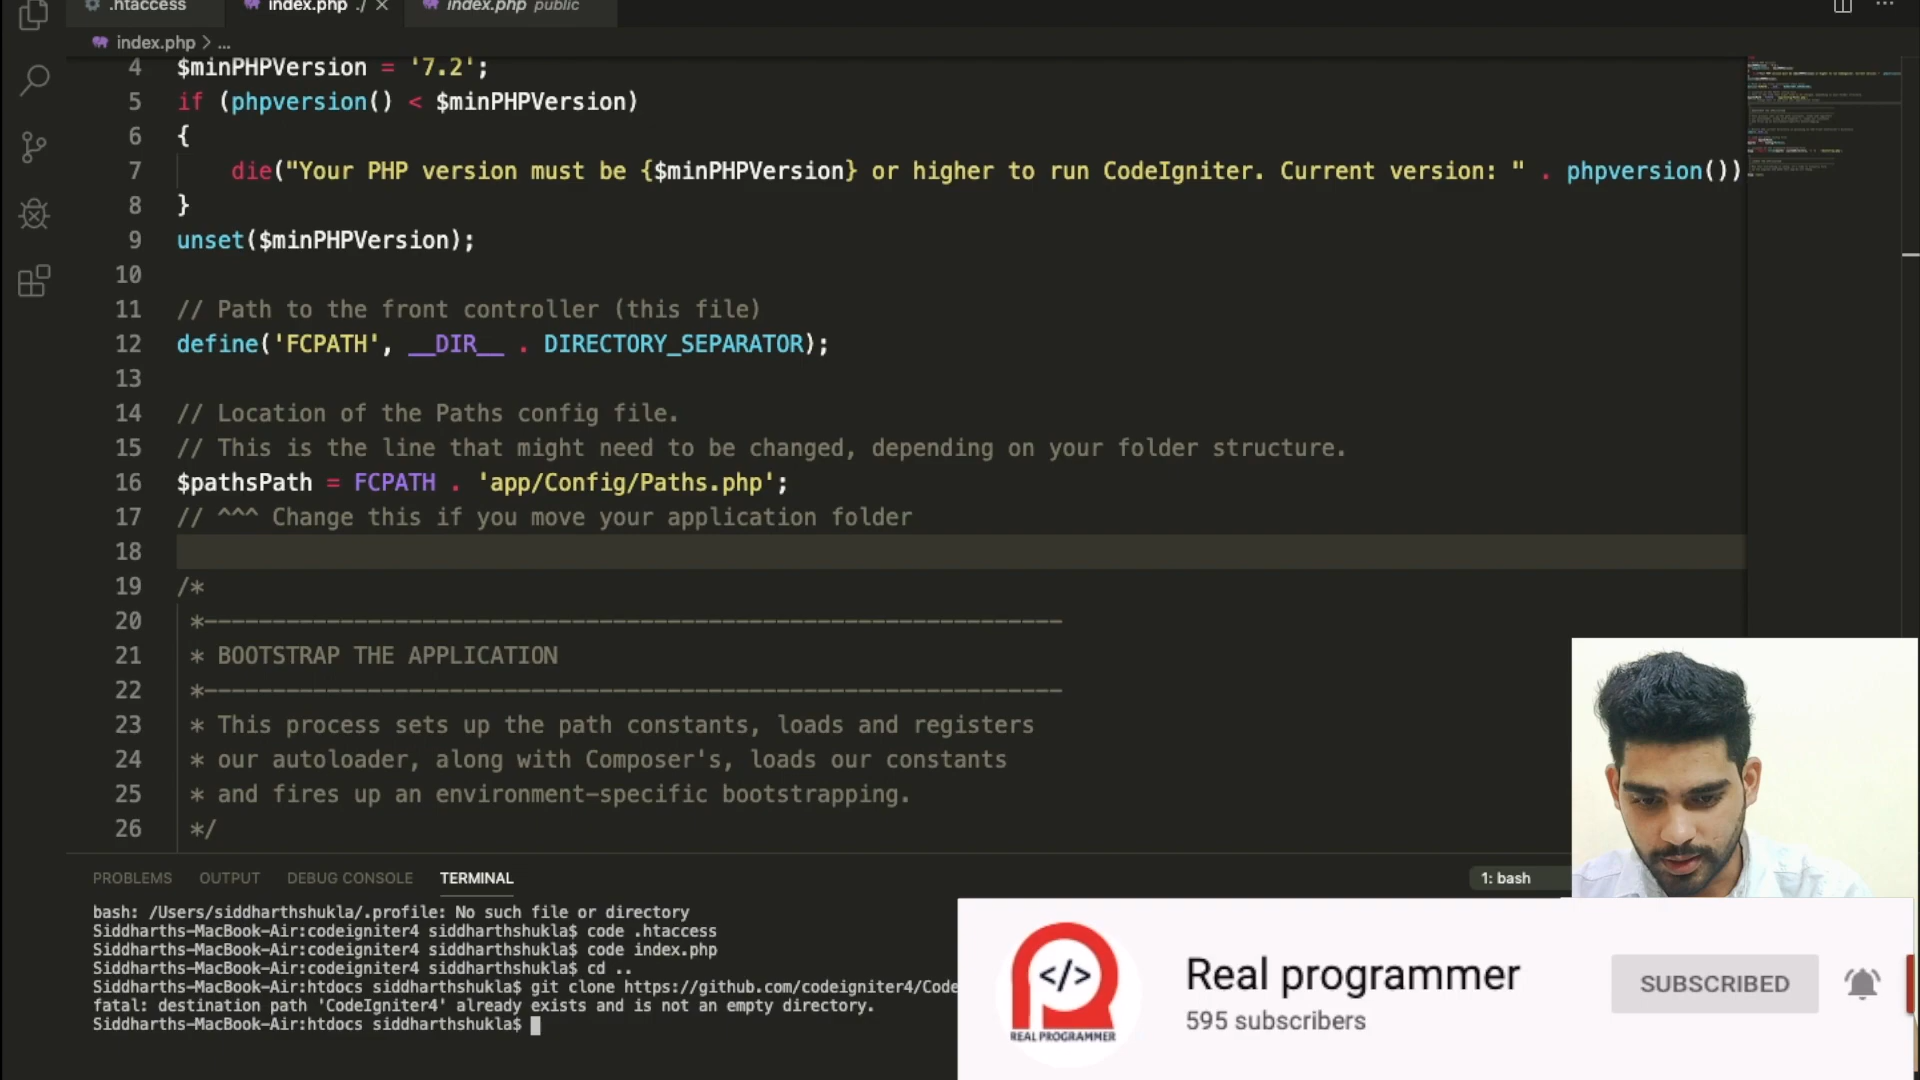 .htaccess
index.php ./
index.php public
index.php > ...
4 $minPHPVersion = '7.2';
5 if (phpversion() < $minPHPVersion)
6 {
7 die("Your PHP version must be {$minPHPVersion} or higher to run CodeIgniter. Current version: " . phpversion())
8 }
9 unset($minPHPVersion);
10
11 // Path to the front controller (this file)
12 define('FCPATH', __DIR__ . DIRECTORY_SEPARATOR);
13
14 // Location of the Paths config file.
15 // This is the line that might need to be changed, depending on your folder structure.
16 $pathsPath = FCPATH . 'app/Config/Paths.php';
17 // ^^^ Change this if you move your application folder
18
19 /*
20 *---------------------------------------------------------------
21 * BOOTSTRAP THE APPLICATION
22 *---------------------------------------------------------------
23 * This process sets up the path constants, loads and registers
24 * our autoloader, along with Composer's, loads our constants
25 * and fires up an environment-specific bootstrapping.
26 */
PROBLEMS OUTPUT DEBUG CONSOLE TERMINAL
1: bash
bash: /Users/siddharthshukla/.profile: No such file or directory
Siddharths-MacBook-Air:codeigniter4 siddharthshukla$ code .htaccess
Siddharths-MacBook-Air:codeigniter4 siddharthshukla$ code index.php
Siddharths-MacBook-Air:codeigniter4 siddharthshukla$ cd ..
Siddharths-MacBook-Air:htdocs siddharthshukla$ git clone https://github.com/codeigniter4/Code
fatal: destination path 'CodeIgniter4' already exists and is not an empty directory.
Siddharths-MacBook-Air:htdocs siddharthshukla$
</>
REAL PROGRAMMER
Real programmer
595 subscribers
SUBSCRIBED